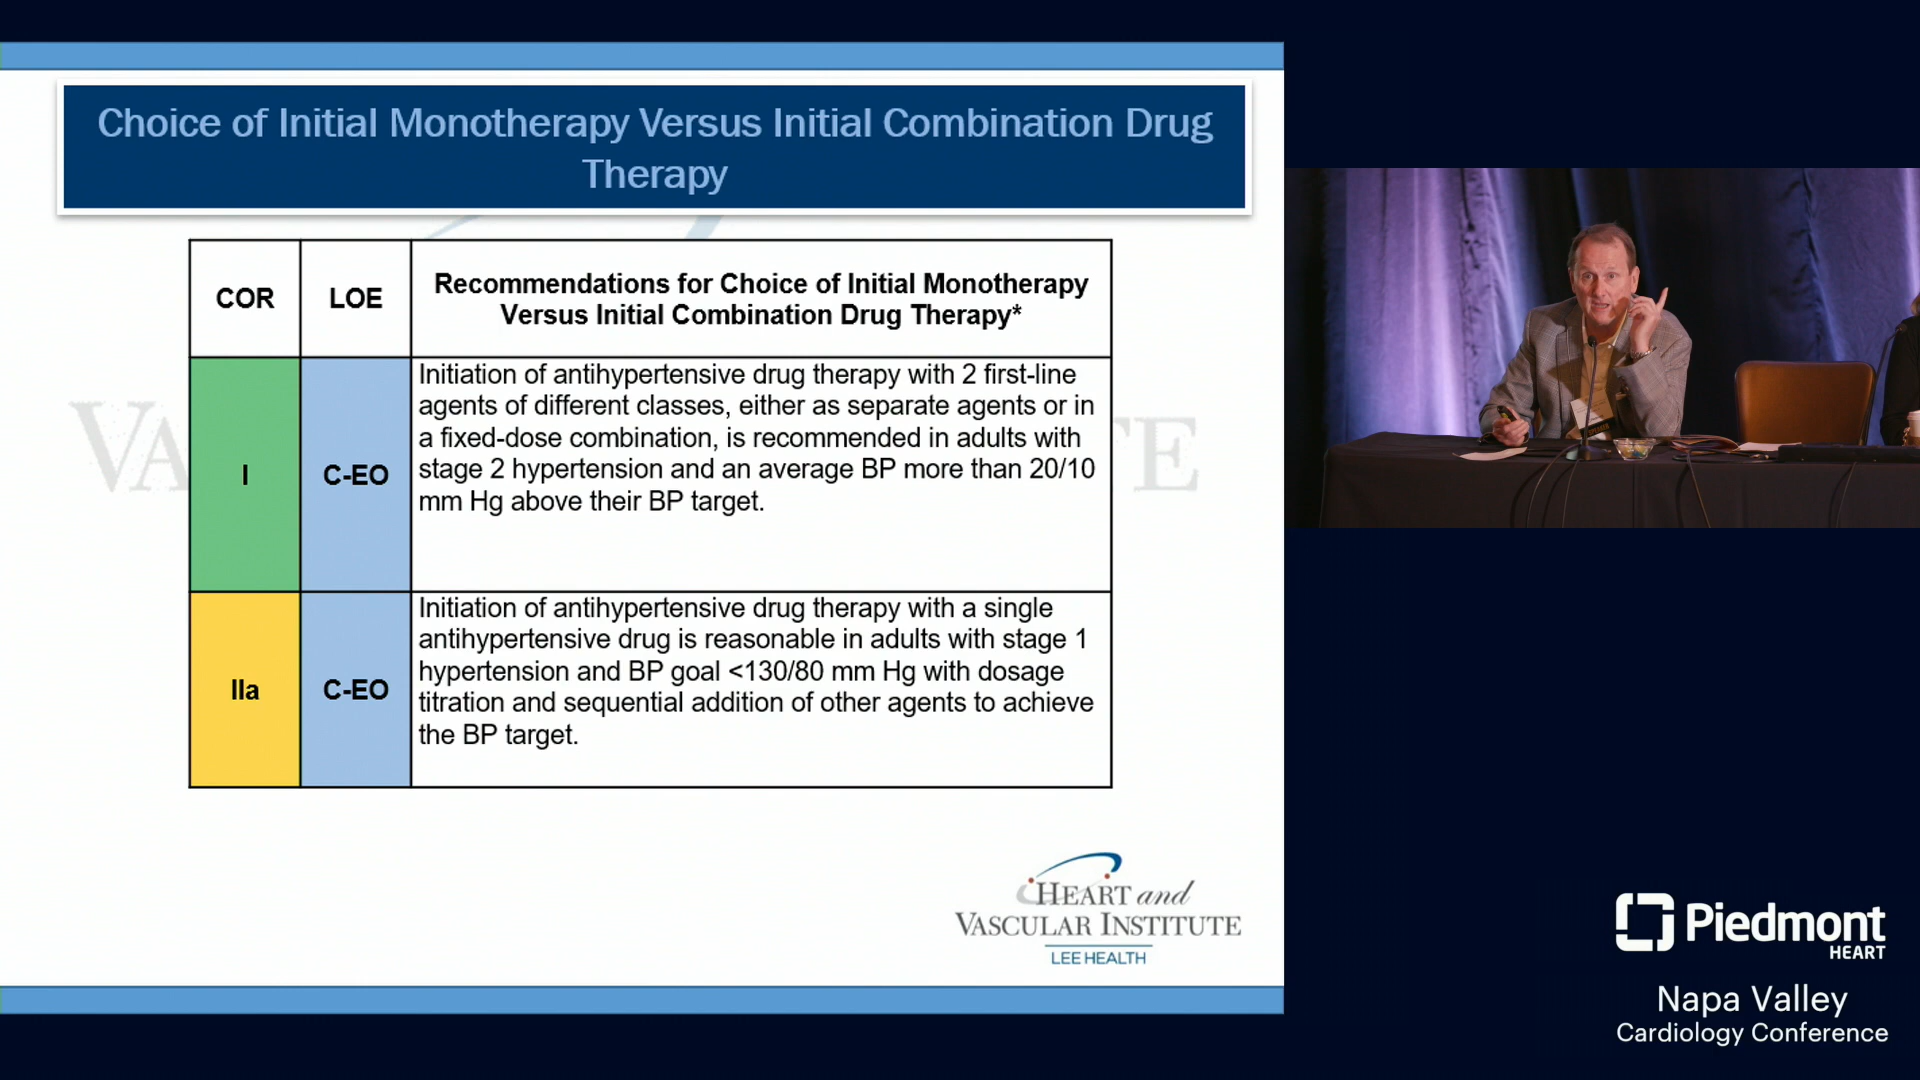 Choice of Initial Monotherapy Versus Initial Combination Drug
Therapy
COR
LOE
Recommendations for Choice of Initial Monotherapy
Versus Initial Combination Drug Therapy*
I
C-EO
Initiation of antihypertensive drug therapy with 2 first-line
agents of different classes, either as separate agents or in
a fixed-dose combination, is recommended in adults with
stage 2 hypertension and an average BP more than 20/10
mm Hg above their BP target.
IIa
C-EO
Initiation of antihypertensive drug therapy with a single
antihypertensive drug is reasonable in adults with stage 1
hypertension and BP goal <130/80 mm Hg with dosage
titration and sequential addition of other agents to achieve
the BP target.
HEART and
VASCULAR INSTITUTE
LEE HEALTH
Piedmont
HEART
Napa Valley
Cardiology Conference